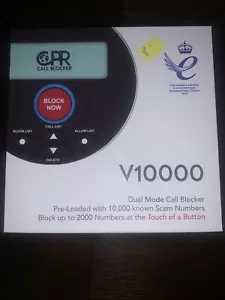 CPR
CALL BLOCKER
BLOCK
NOW
CALL LIST
BLOCK LIST
ALLOW LIST
DELETE
V10000
Dual Mode Call Blocker
Pre-Loaded with 10,000 known Scam Numbers
Block up to 2000 Numbers at the Touch of a Button